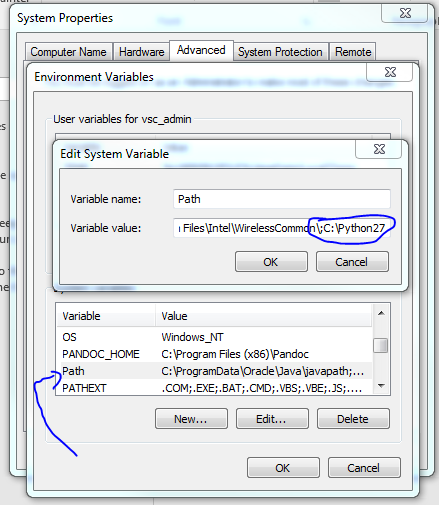 System Properties
Computer Name Hardware Advanced System Protection Remote
Environment Variables
User variables for vsc_admin
Edit System Variable
Variable name: Path
Variable value: Files\Intel\WirelessCommon\;C:\Python27
OK Cancel
Variable Value
OS Windows_NT
PANDOC_HOME C:\Program Files (x86)\Pandoc
Path C:\ProgramData\Oracle\Java\javapath;...
PATHEXT .COM;.EXE;.BAT;.CMD;.VBS;.VBE;.JS;....
New... Edit... Delete
OK Cancel